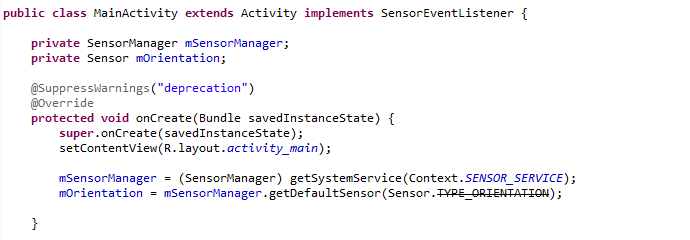 public class MainActivity extends Activity implements SensorEventListener {
private SensorManager mSensorManager;
private Sensor mOrientation;
@SuppressWarnings("deprecation")
@Override
protected void onCreate(Bundle savedInstanceState) {
super.onCreate(savedInstanceState);
setContentView(R.layout.activity_main);
mSensorManager = (SensorManager) getSystemService(Context.SENSOR_SERVICE);
mOrientation = mSensorManager.getDefaultSensor(Sensor.TYPE_ORIENTATION);
}